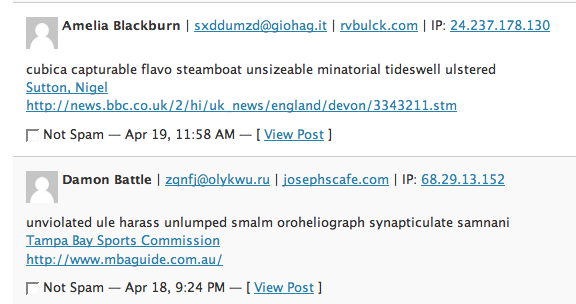 Amelia Blackburn | sxddumzd@giohag.it | rvbulck.com | IP: 24.237.178.130
cubica capturable flavo steamboat unsizeable minatorial tideswell ulstered
Sutton, Nigel
http://news.bbc.co.uk/2/hi/uk_news/england/devon/3343211.stm
Not Spam — Apr 19, 11:58 AM — [ View Post ]
Damon Battle | zqnfj@olykwu.ru | josephscafe.com | IP: 68.29.13.152
unviolated ule harass unlumped smalm oroheliograph synapticulate samnani
Tampa Bay Sports Commission
http://www.mbaguide.com.au/
Not Spam — Apr 18, 9:24 PM — [ View Post ]